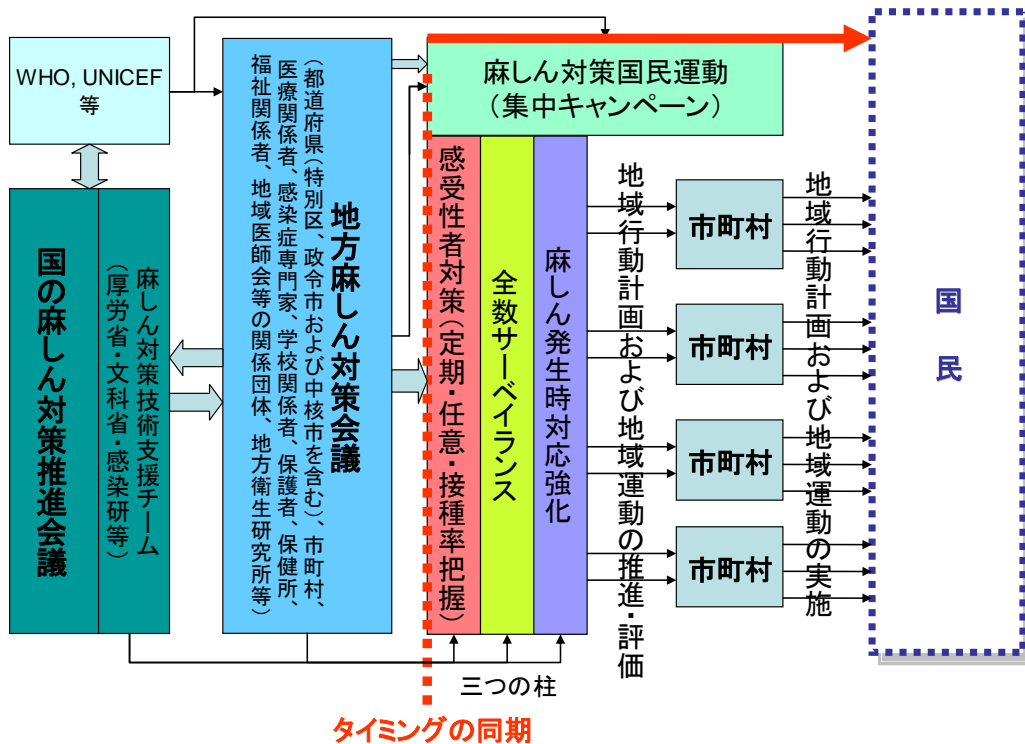 WHO, UNICEF
等
国の麻しん対策推進会議
麻しん対策技術支援チーム
（厚労省・文科省・感染研等）
地方麻しん対策会議
（都道府県（特別区、政令市および中核市を含む）、市町村、
医療関係者、感染症専門家、学校関係者、保護者、保健所、
福祉関係者、地域医師会等の関係団体、地方衛生研究所等）
麻しん対策国民運動
（集中キャンペーン）
感受性者対策（定期・任意・接種率把握）
全数サーベイランス
麻しん発生時対応強化
三つの柱
タイミングの同期
地域行動計画および地域運動の推進・評価
市町村
市町村
市町村
市町村
地域行動計画および地域運動の実施
国民